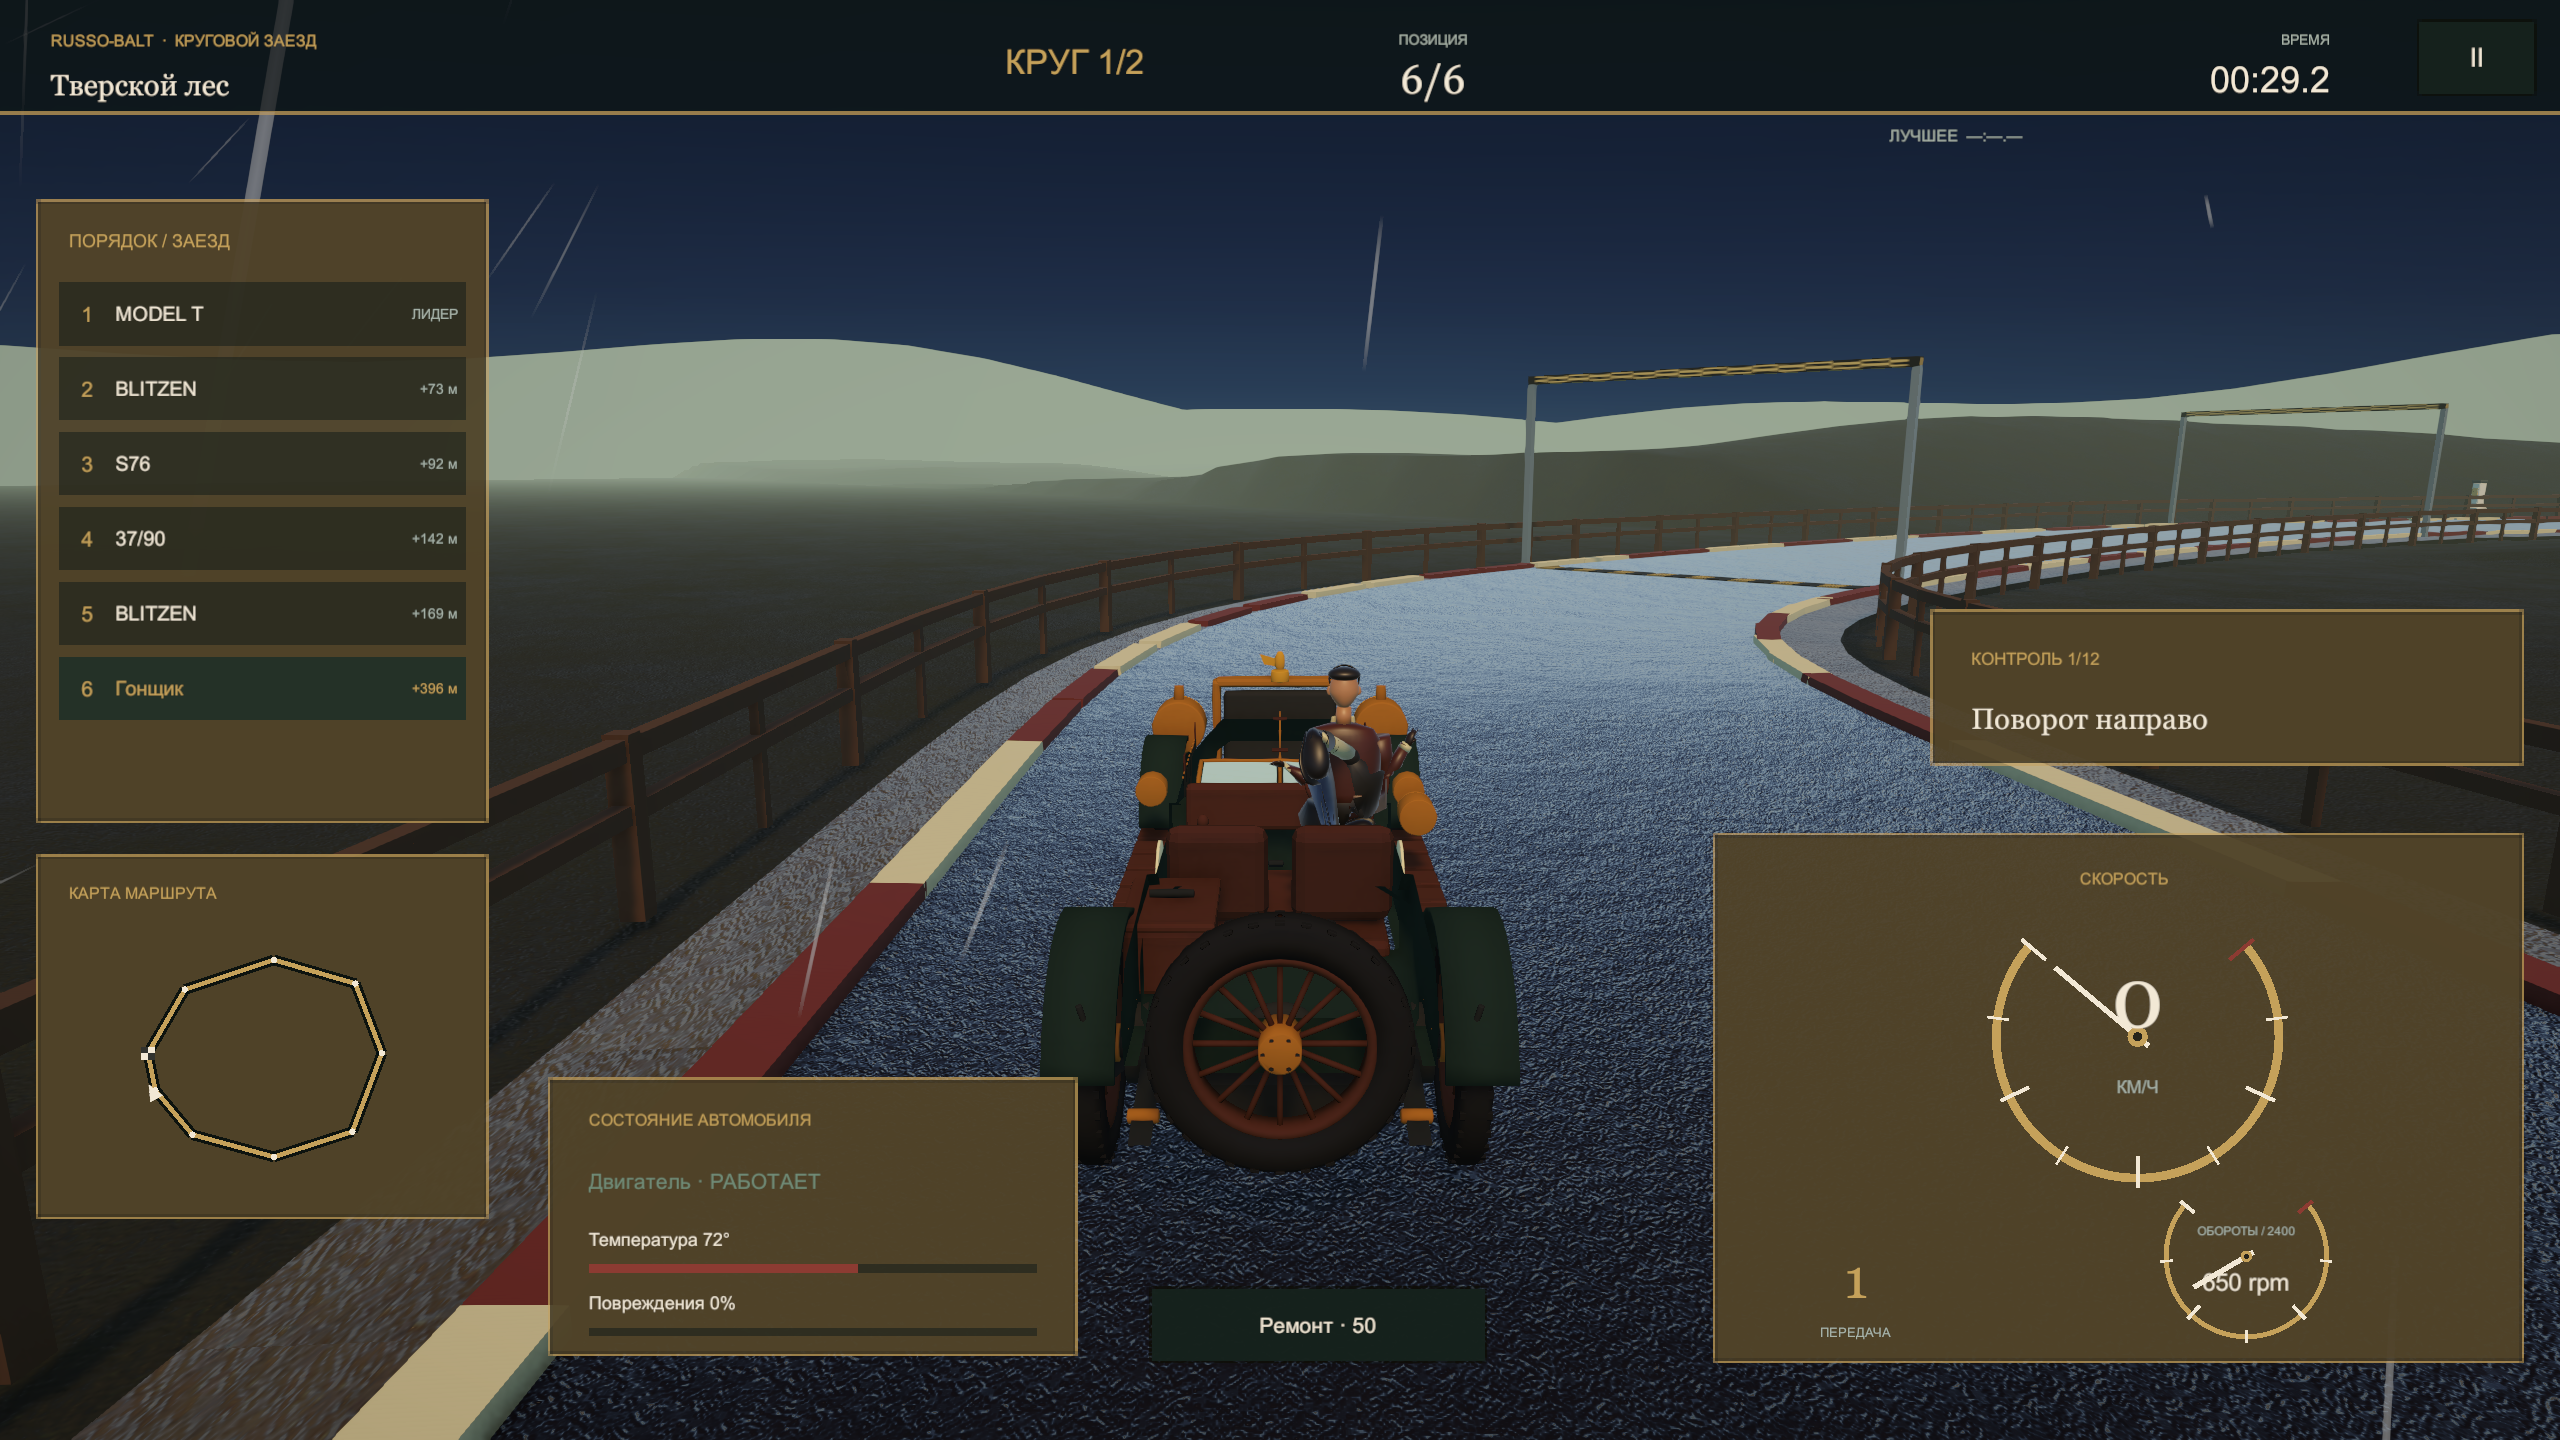 RUSSO-BALT · КРУГОВОЙ ЗАЕЗД
Тверской лес
КРУГ 1/2
ПОЗИЦИЯ
6/6
ВРЕМЯ
00:29.2
II
ЛУЧШЕЕ —:—.—
ПОРЯДОК / ЗАЕЗД
1 MODEL T ЛИДЕР
2 BLITZEN +73 м
3 S76 +92 м
4 37/90 +142 м
5 BLITZEN +169 м
6 Гонщик +396 м
КАРТА МАРШРУТА
КОНТРОЛЬ 1/12
Поворот направо
СОСТОЯНИЕ АВТОМОБИЛЯ
Двигатель · РАБОТАЕТ
Температура 72°
Повреждения 0%
Ремонт · 50
СКОРОСТЬ
0
КМ/Ч
ОБОРОТЫ / 2400
650 rpm
1
ПЕРЕДАЧА